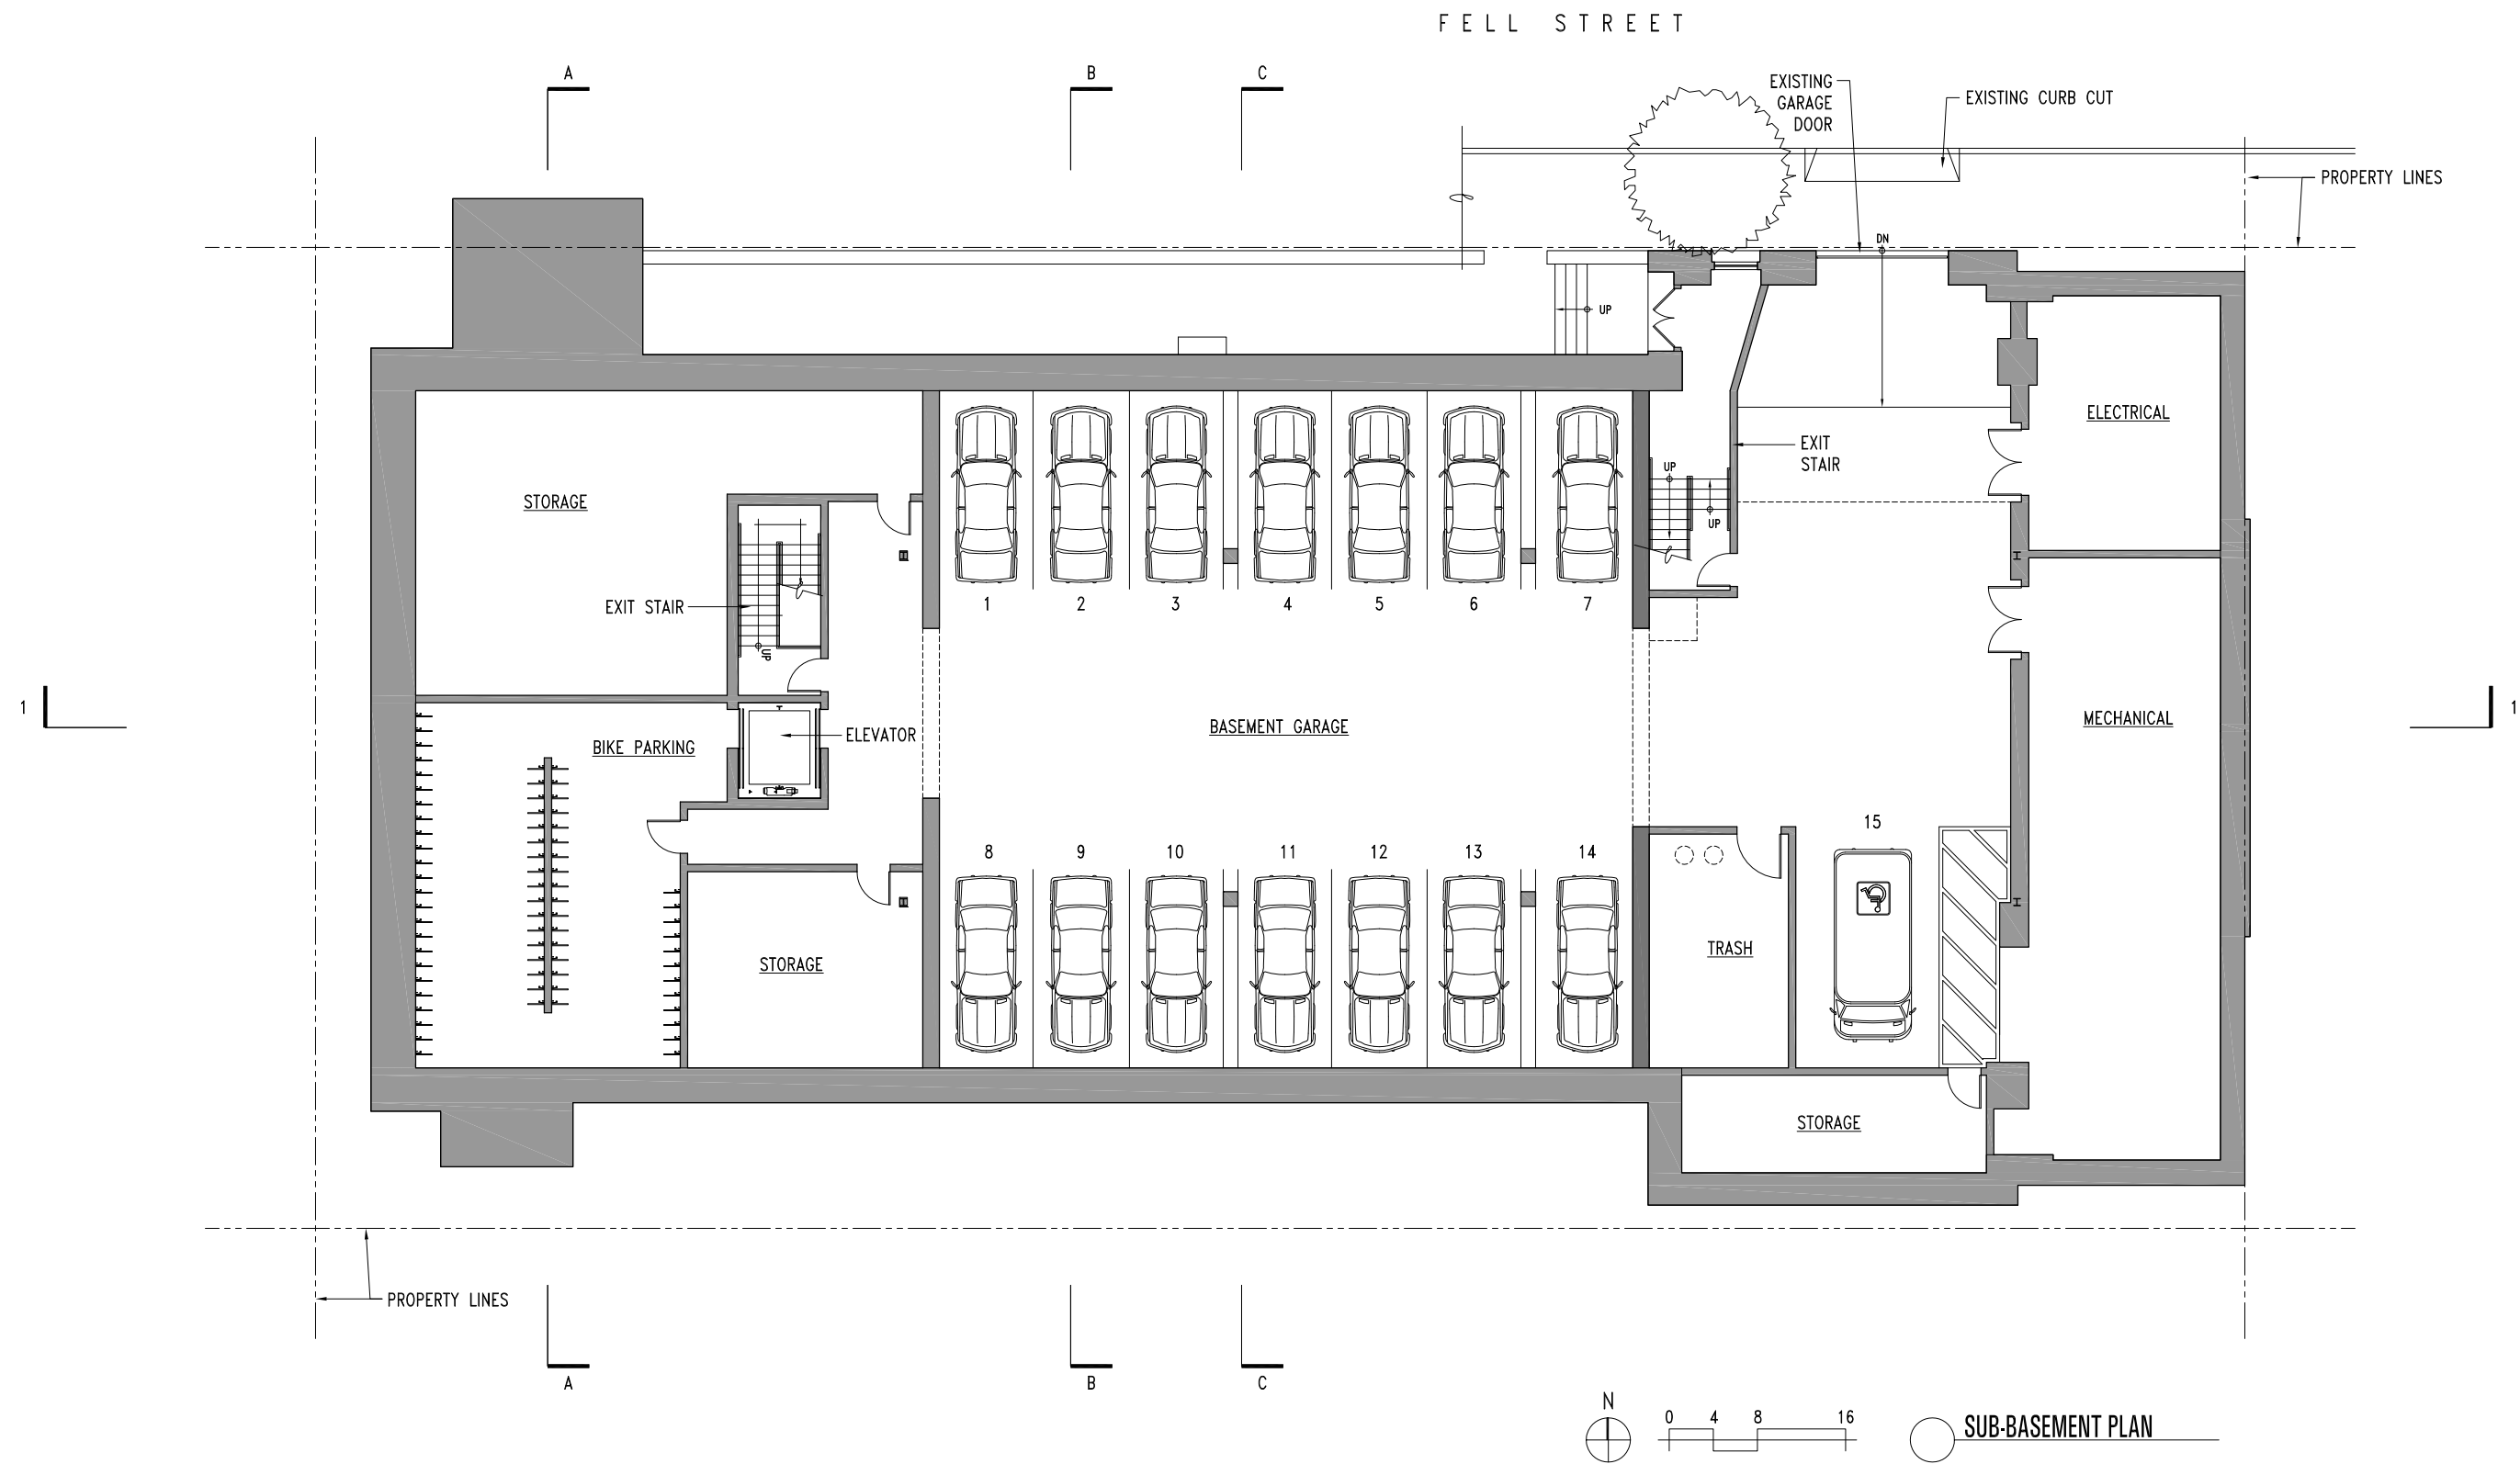 FELL STREET
A
B
C
EXISTING
GARAGE
DOOR
EXISTING CURB CUT
PROPERTY LINES
DN
UP
ELECTRICAL
EXIT
STAIR
UP
UP
STORAGE
EXIT STAIR
UP
1
2
3
4
5
6
7
1
1
BASEMENT GARAGE
MECHANICAL
ELEVATOR
BIKE PARKING
15
8
9
10
11
12
13
14
TRASH
STORAGE
STORAGE
PROPERTY LINES
A
B
C
N
0 4 8 16
SUB-BASEMENT PLAN